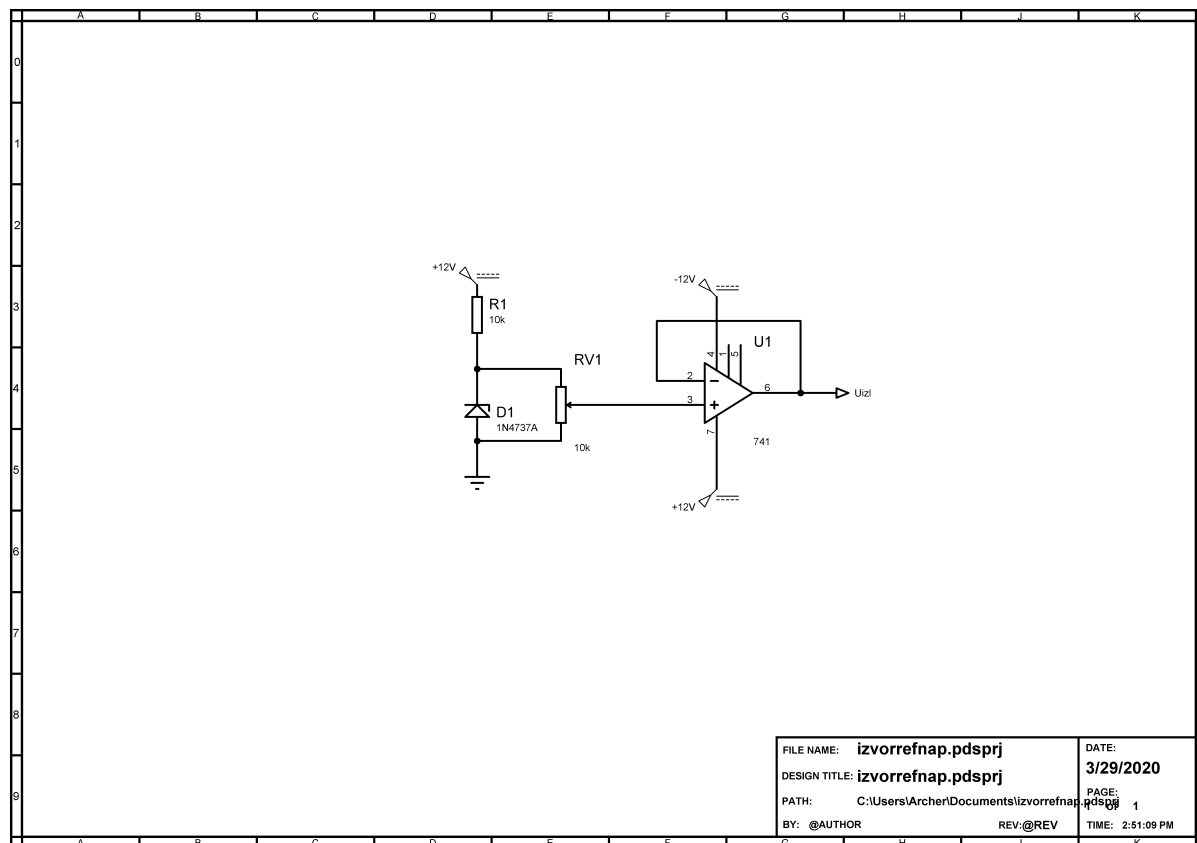 A B C D E F G H J K
0
1
2
3
4
5
6
7
8
9
+12V
R1
10k
-12V
U1
4
1
5
RV1
2
3
6
7
Uizl
D1
1N4737A
10k
741
+12V
FILE NAME: izvorrefnap.pdsprj
DESIGN TITLE: izvorrefnap.pdsprj
PATH: C:\Users\Archer\Documents\izvorrefnap.pdsprj
BY: @AUTHOR REV:@REV
DATE:
3/29/2020
PAGE:
1 OF 1
TIME: 2:51:09 PM
A B C D E F G H J K